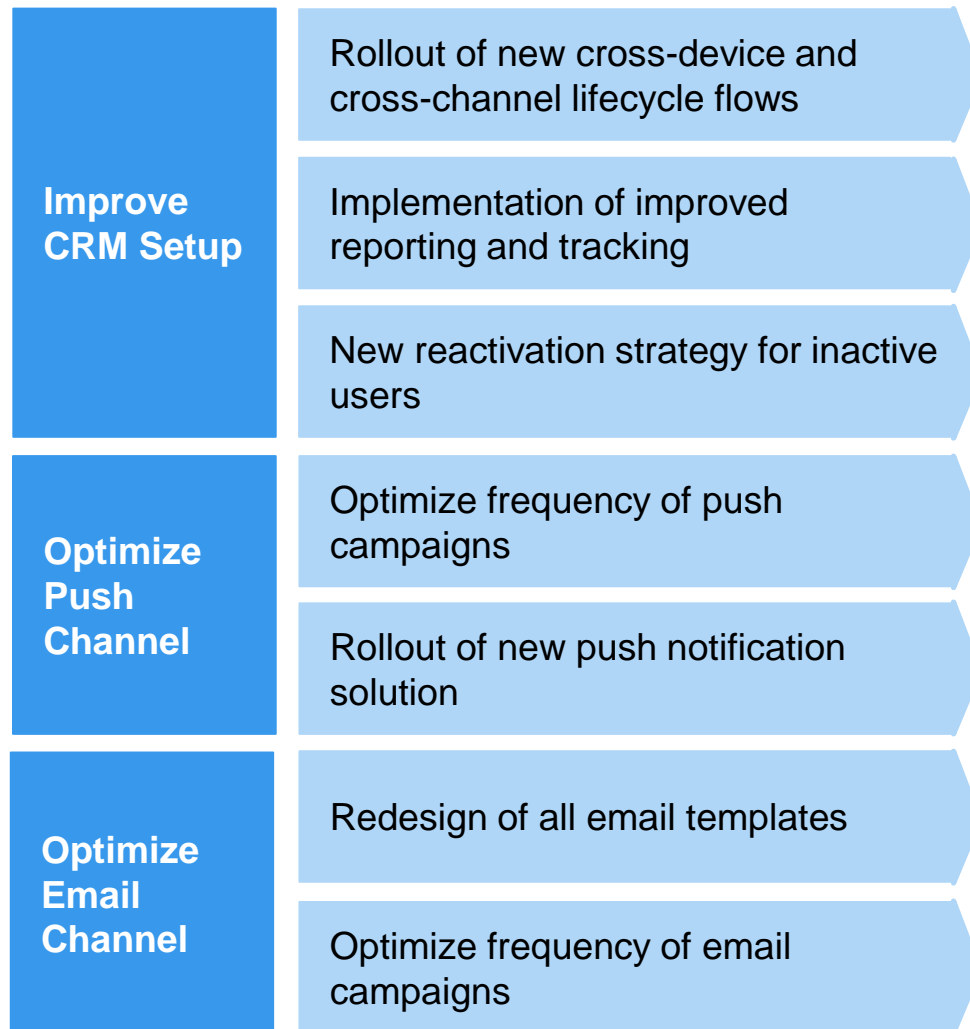 Improve
CRM Setup
Rollout of new cross-device and
cross-channel lifecycle flows
Implementation of improved
reporting and tracking
New reactivation strategy for inactive
users
Optimize
Push
Channel
Optimize frequency of push
campaigns
Rollout of new push notification
solution
Optimize
Email
Channel
Redesign of all email templates
Optimize frequency of email
campaigns